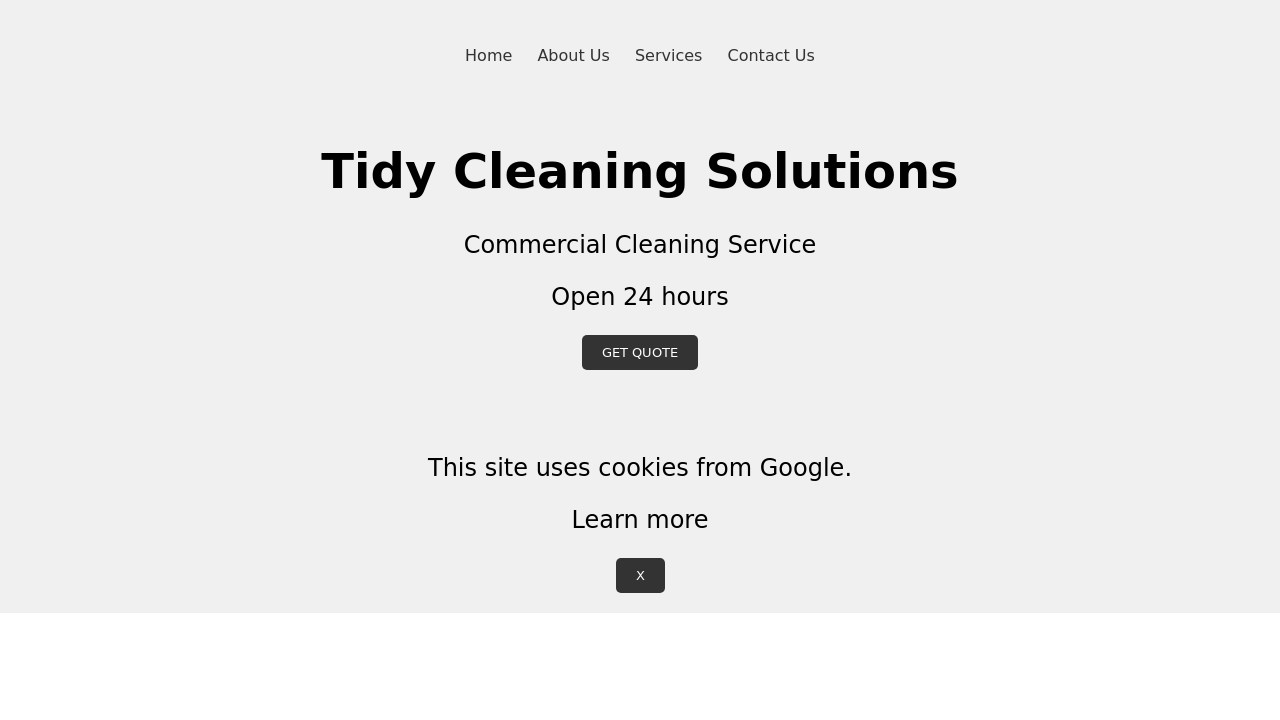 Home About Us Services Contact Us
Tidy Cleaning Solutions
Commercial Cleaning Service
Open 24 hours
GET QUOTE
This site uses cookies from Google.
Learn more
X